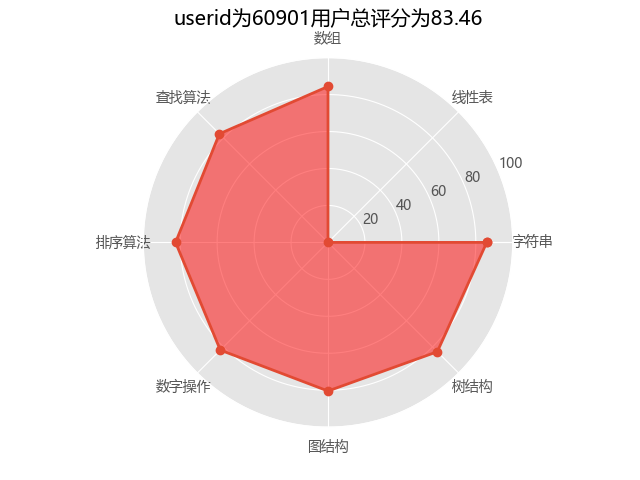 userid为60901用户总评分为83.46
数组
查找算法
线性表
100
80
60
40
20
排序算法
字符串
数字操作
树结构
图结构